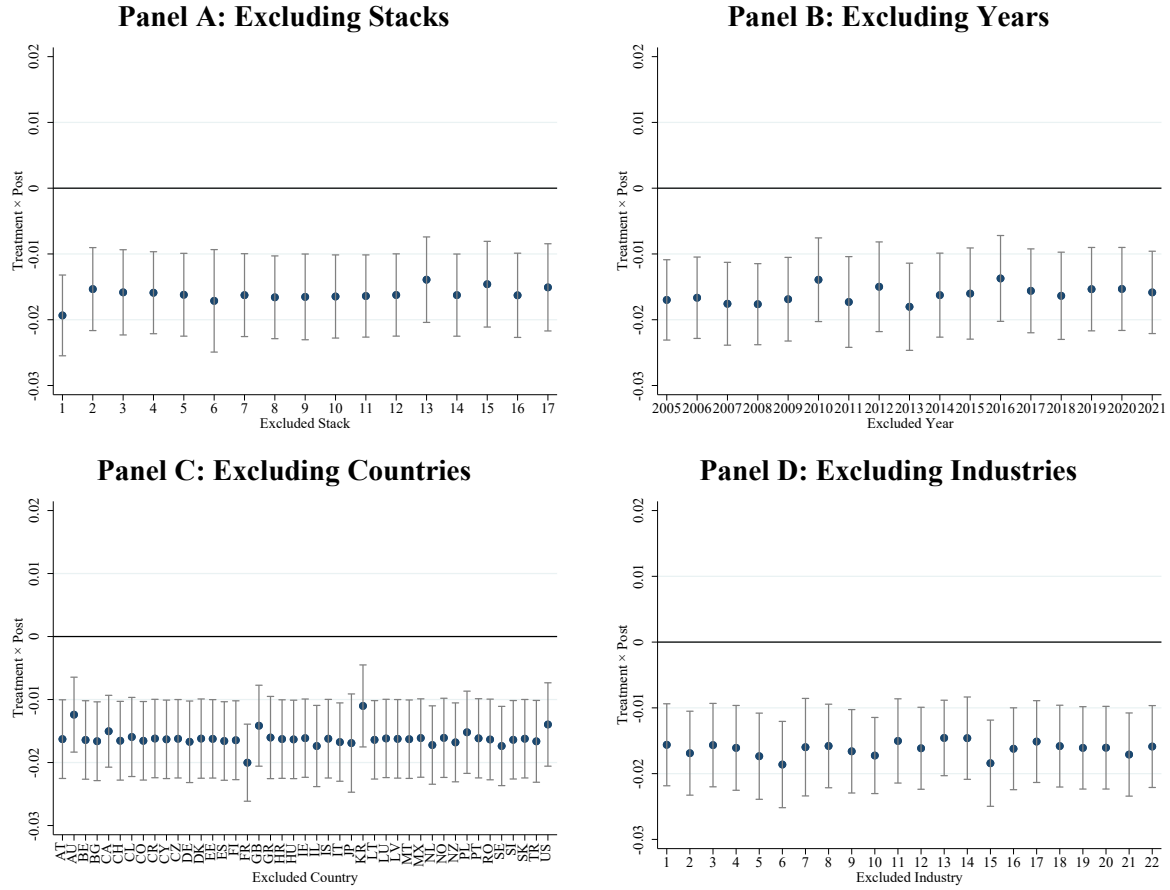 Panel A: Excluding Stacks
Treatment × Post
0.02
0.01
0
-0.01
-0.02
-0.03
1 2 3 4 5 6 7 8 9 10 11 12 13 14 15 16 17
Excluded Stack
Panel B: Excluding Years
Treatment × Post
0.02
0.01
0
-0.01
-0.02
-0.03
2005 2006 2007 2008 2009 2010 2011 2012 2013 2014 2015 2016 2017 2018 2019 2020 2021
Excluded Year
Panel C: Excluding Countries
Treatment × Post
0.02
0.01
0
-0.01
-0.02
-0.03
AT AU BE BG CA CH CL CO CR CY CZ DE DK EE ES FI FR GB GR HR HU IE IL IS IT JP KR LT LU LV MT MX NL NO NZ PL PT RO SE SI SK TR US
Excluded Country
Panel D: Excluding Industries
Treatment × Post
0.02
0.01
0
-0.01
-0.02
-0.03
1 2 3 4 5 6 7 8 9 10 11 12 13 14 15 16 17 18 19 20 21 22
Excluded Industry